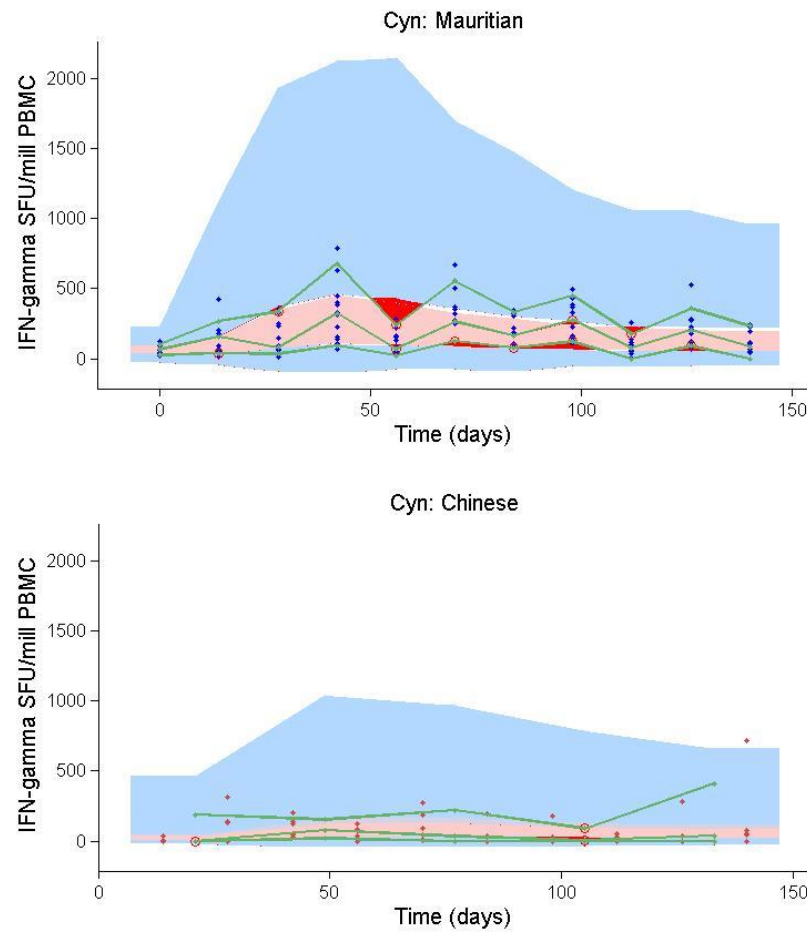 Cyn: Mauritian
IFN-gamma SFU/mill PBMC
2000
1500
1000
500
0
0 50 100 150
Time (days)
Cyn: Chinese
IFN-gamma SFU/mill PBMC
2000
1500
1000
500
0
0 50 100 150
Time (days)